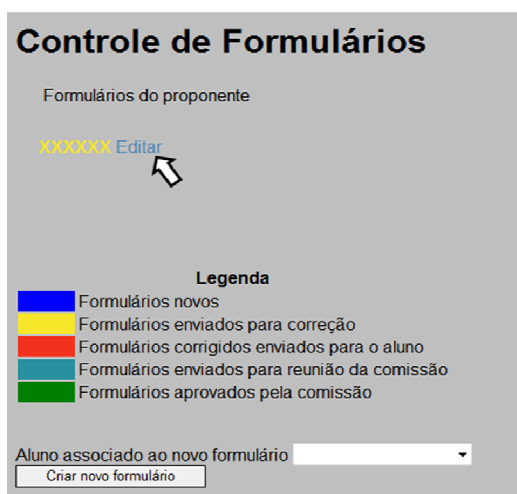 Controle de Formulários
Formulários do proponente
XXXXXX Editar
Legenda
Formulários novos
Formulários enviados para correção
Formulários corrigidos enviados para o aluno
Formulários enviados para reunião da comissão
Formulários aprovados pela comissão
Aluno associado ao novo formulário
Criar novo formulário